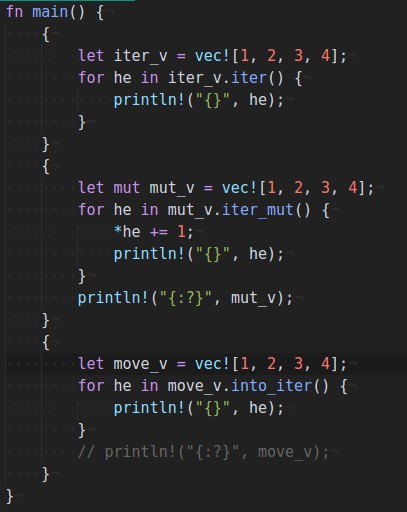 fn main() {
    {
        let iter_v = vec![1, 2, 3, 4];
        for he in iter_v.iter() {
            println!("{}", he);
        }
    }
    {
        let mut mut_v = vec![1, 2, 3, 4];
        for he in mut_v.iter_mut() {
            *he += 1;
            println!("{}", he);
        }
        println!("{:?}", mut_v);
    }
    {
        let move_v = vec![1, 2, 3, 4];
        for he in move_v.into_iter() {
            println!("{}", he);
        }
        // println!("{:?}", move_v);
    }
}